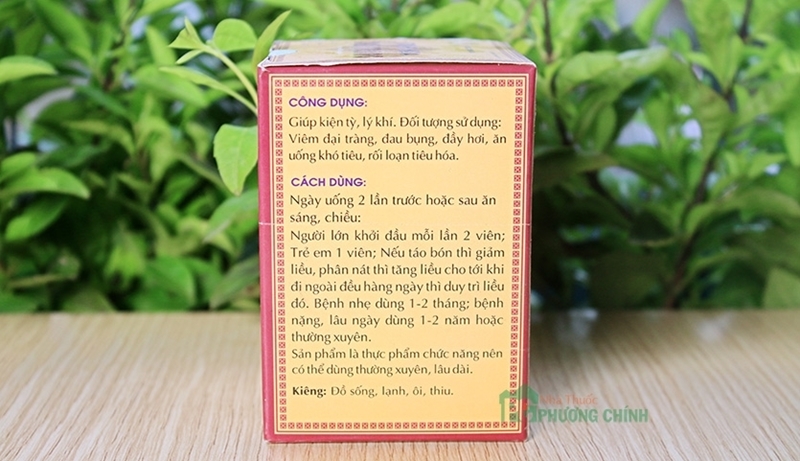 CÔNG DỤNG:
Giúp kiện tỳ, lý khí. Đối tượng sử dụng:
Viêm đại tràng, đau bụng, đầy hơi, ăn
uống khó tiêu, rối loạn tiêu hóa.
CÁCH DÙNG:
Ngày uống 2 lần trước hoặc sau ăn
sáng, chiều:
Người lớn khởi đầu mỗi lần 2 viên;
Trẻ em 1 viên; Nếu táo bón thì giảm
liều, phân nát thì tăng liều cho tới khi
đi ngoài đều hàng ngày thì duy trì liều
đó. Bệnh nhẹ dùng 1-2 tháng; bệnh
nặng, lâu ngày dùng 1-2 năm hoặc
thường xuyên.
Sản phẩm là thực phẩm chức năng nên
có thể dùng thường xuyên, lâu dài.
Kiêng: Đồ sống, lạnh, ôi, thiu.
Nhà Thuốc
PHƯƠNG CHÍNH